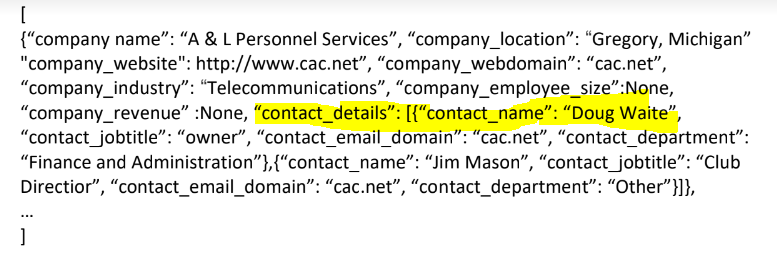 [
{“company name”: “A & L Personnel Services”, “company_location”: “Gregory, Michigan”
"company_website": http://www.cac.net”, “company_webdomain”: “cac.net”,
“company_industry”: “Telecommunications”, “company_employee_size”:None,
“company_revenue” :None, “contact_details”: [{“contact_name”: “Doug Waite”,
“contact_jobtitle”: “owner”, “contact_email_domain”: “cac.net”, “contact_department”:
“Finance and Administration”},{“contact_name”: “Jim Mason”, “contact_jobtitle”: “Club
Directior”, “contact_email_domain”: “cac.net”, “contact_department”: “Other”}]},
...
]